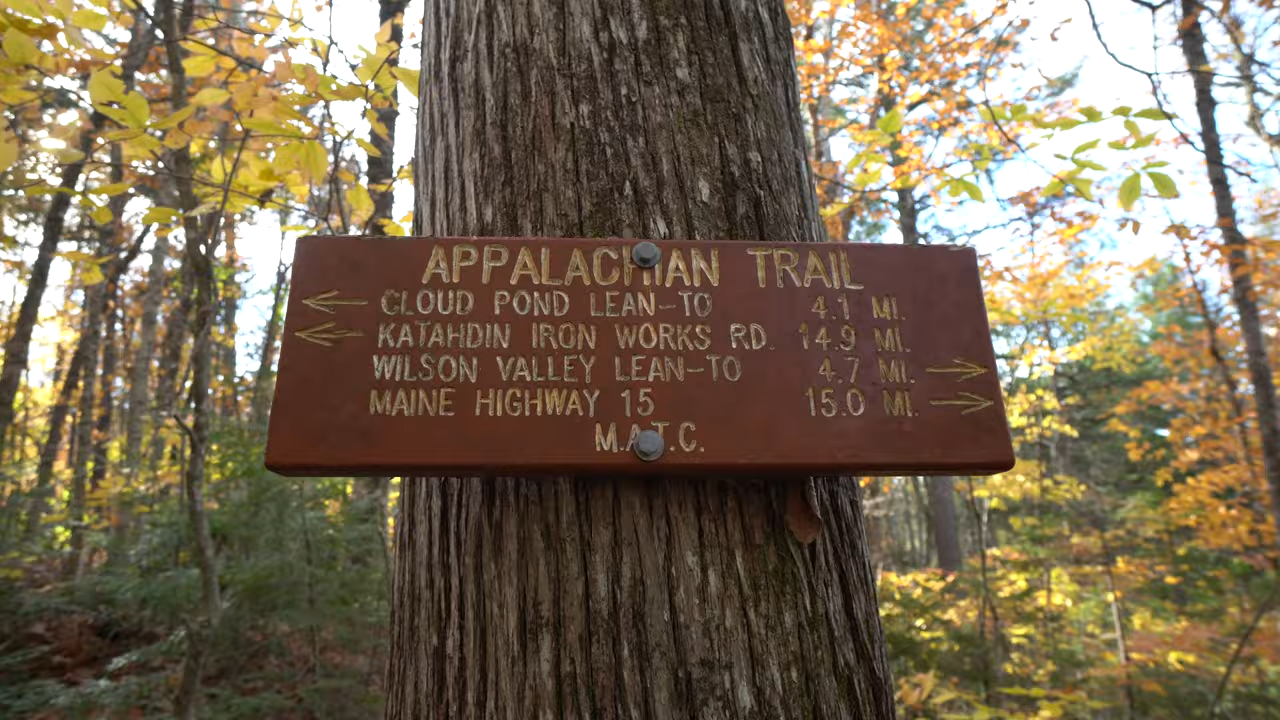 APPALACHIAN TRAIL
CLOUD POND LEAN-TO 4.1 MI.
KATAHDIN IRON WORKS RD. 14.9 MI.
WILSON VALLEY LEAN-TO 4.7 MI.
MAINE HIGHWAY 15 15.0 MI.
M.A.T.C.